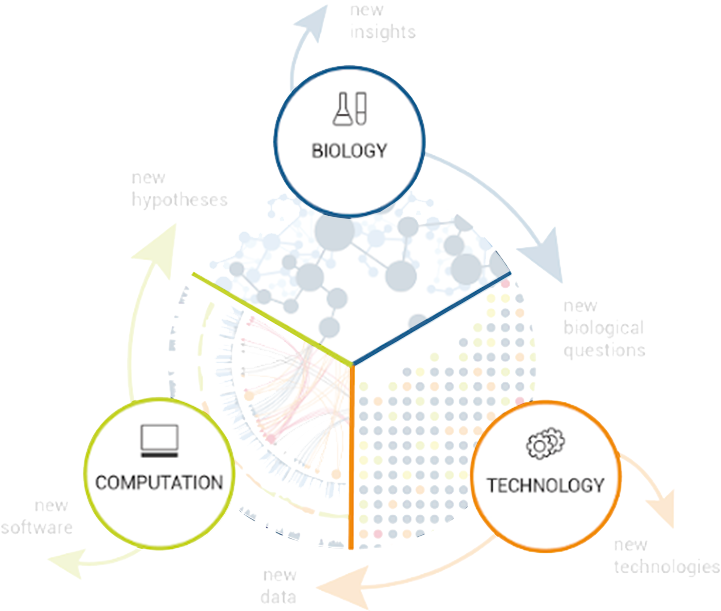 new
insights
BIOLOGY
new
hypotheses
new
biological
questions
COMPUTATION
TECHNOLOGY
new
software
new
technologies
new
data